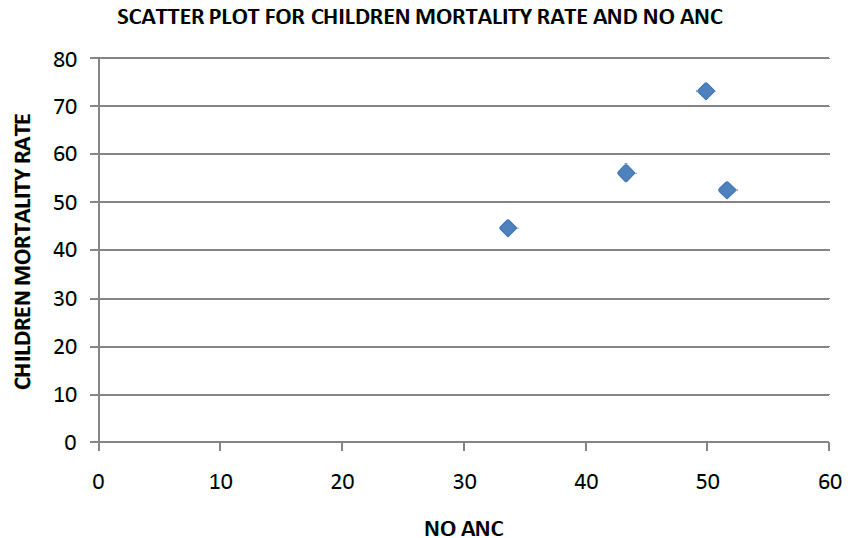 SCATTER PLOT FOR CHILDREN MORTALITY RATE AND NO ANC
CHILDREN MORTALITY RATE
80
70
60
50
40
30
20
10
0
0 10 20 30 40 50 60
NO ANC